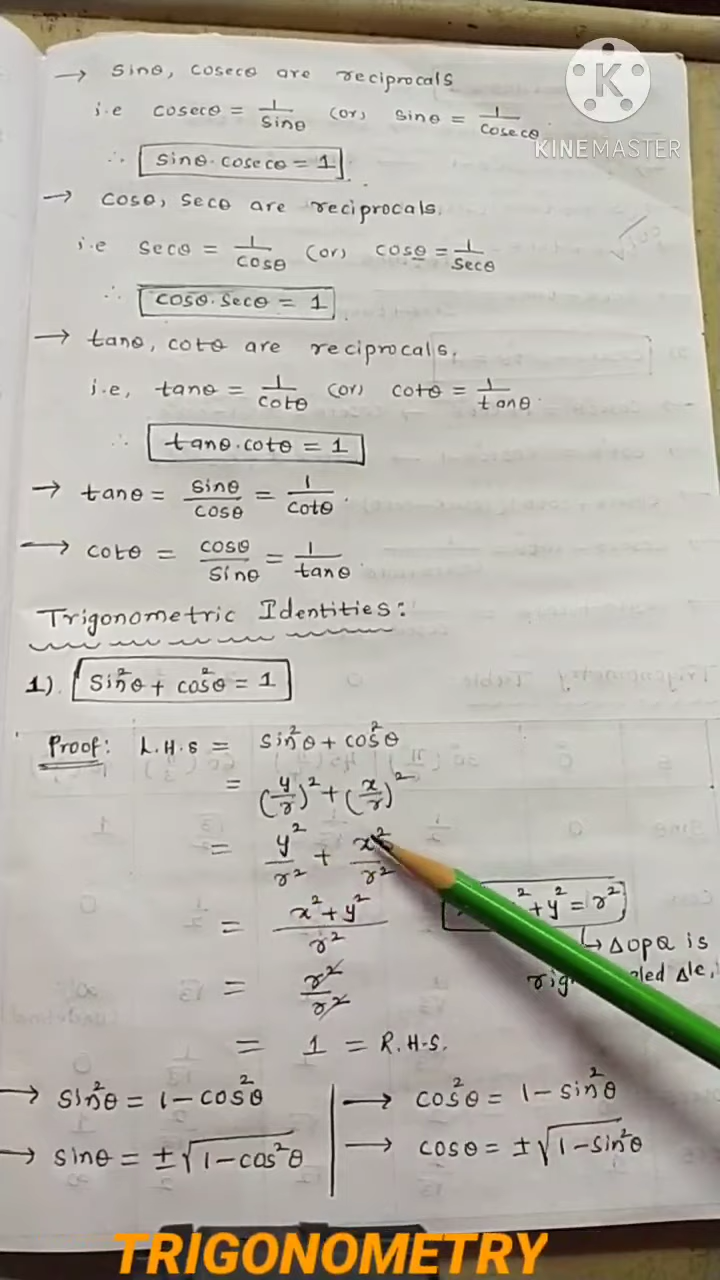 → sinθ, cosecθ are reciprocals
K
i.e cosecθ = 1/sinθ (or) sinθ = 1/cosecθ.
KINEMASTER
∴ sinθ.cosecθ = 1.
→ cosθ, secθ are reciprocals.
i.e secθ = 1/cosθ (or) cosθ = 1/secθ
∴ cosθ.secθ = 1
→ tanθ, cotθ are reciprocals.
i.e, tanθ = 1/cotθ (or) cotθ = 1/tanθ.
∴ tanθ.cotθ = 1
→ tanθ = sinθ/cosθ = 1/cotθ.
→ cotθ = cosθ/sinθ = 1/tanθ.
Trigonometric Identities:
1). sin²θ + cos²θ = 1
Proof: L.H.S = sin²θ + cos²θ
= (y/r)² + (x/r)²
= y²/r² + x²/r²
= x² + y²/r² ² + y² = r²
↳ ΔOPQ is
= r²/r² Δle,
= 1 = R.H.S.
→ sin²θ = 1 - cos²θ → cos²θ = 1 - sin²θ
→ sinθ = ±√1 - cos²θ → cosθ = ±√1 - sin²θ
TRIGONOMETRY